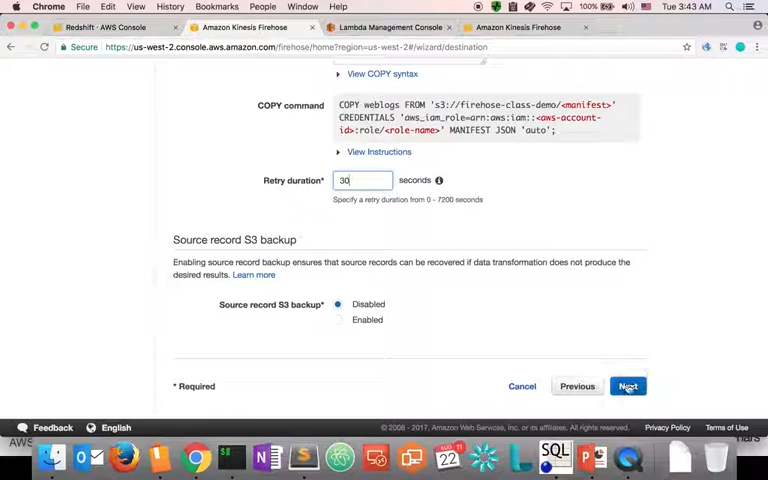 Chrome File Edit View History Bookmarks People Window Help 100% Tue 3:43 AM
Redshift - AWS Console
Amazon Kinesis Firehose
Lambda Management Console
Amazon Kinesis Firehose
Secure https://us-west-2.console.aws.amazon.com/firehose/home?region=us-west-2#/wizard/destination
View COPY syntax
COPY command
COPY weblogs FROM 's3://firehose-class-demo/<manifest>'
CREDENTIALS 'aws_iam_role=arn:aws:iam::<aws-account-
id>:role/<role-name>' MANIFEST JSON 'auto';
View Instructions
Retry duration* 30 seconds
Specify a retry duration from 0 - 7200 seconds
Source record S3 backup
Enabling source record backup ensures that source records can be recovered if data transformation does not produce the
desired results. Learn more
Source record S3 backup* Disabled
Enabled
* Required Cancel Previous Next
Feedback English © 2008 - 2017, Amazon Web Services, Inc. or its affiliates. All rights reserved. Privacy Policy Terms of Use
AWS
AUG
22
11
SQL